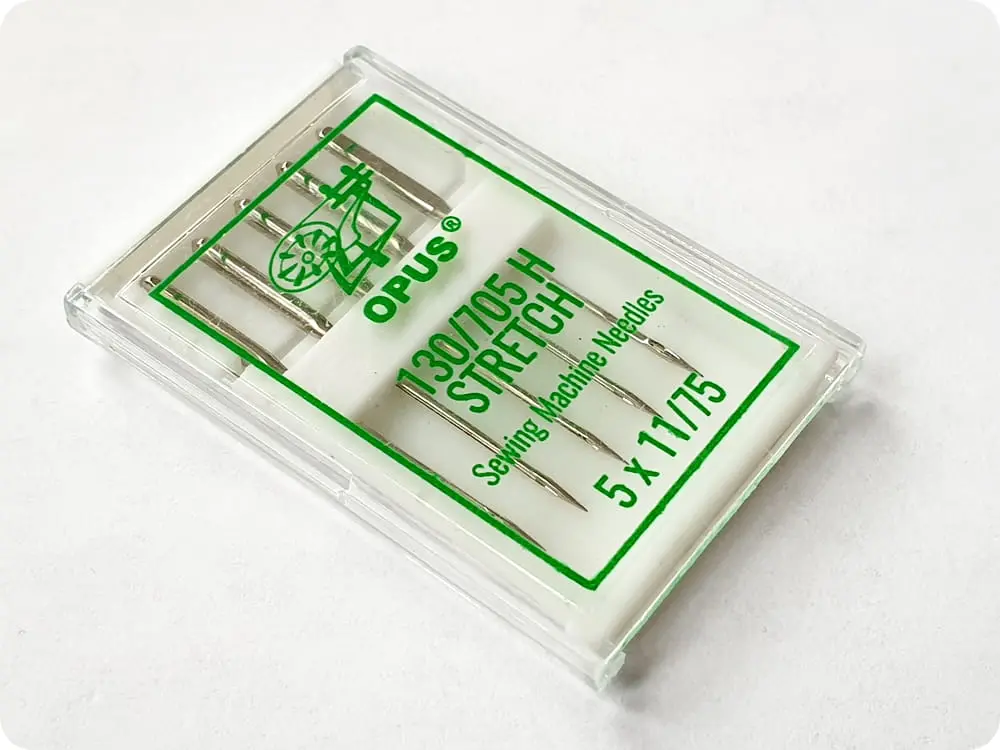 OPUS®
130/705 H
STRETCH
Sewing Machine Needles
5 x 11/75